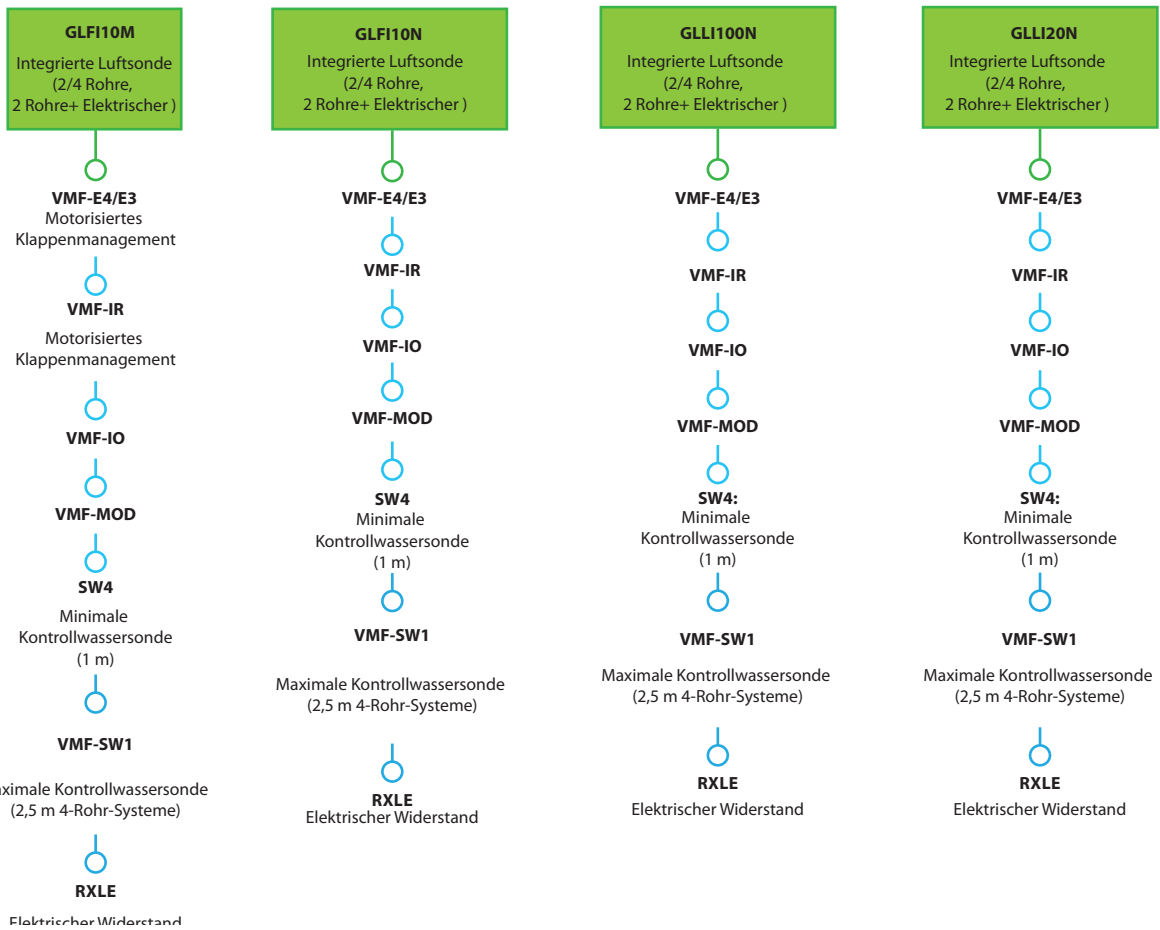 GLFI10M
Integrierte Luftsonde
(2/4 Rohre,
2 Rohre+ Elektrischer )
VMF-E4/E3
Motorisiertes
Klappenmanagement
VMF-IR
Motorisiertes
Klappenmanagement
VMF-IO
VMF-MOD
SW4
Minimale
Kontrollwassersonde
(1 m)
VMF-SW1
aximale Kontrollwassersonde
(2,5 m 4-Rohr-Systeme)
RXLE
Elektrischer Widerstand
GLFI10N
Integrierte Luftsonde
(2/4 Rohre,
2 Rohre+ Elektrischer )
VMF-E4/E3
VMF-IR
VMF-IO
VMF-MOD
SW4
Minimale
Kontrollwassersonde
(1 m)
VMF-SW1
Maximale Kontrollwassersonde
(2,5 m 4-Rohr-Systeme)
RXLE
Elektrischer Widerstand
GLLI100N
Integrierte Luftsonde
(2/4 Rohre,
2 Rohre+ Elektrischer )
VMF-E4/E3
VMF-IR
VMF-IO
VMF-MOD
SW4:
Minimale
Kontrollwassersonde
(1 m)
VMF-SW1
Maximale Kontrollwassersonde
(2,5 m 4-Rohr-Systeme)
RXLE
Elektrischer Widerstand
GLLI20N
Integrierte Luftsonde
(2/4 Rohre,
2 Rohre+ Elektrischer )
VMF-E4/E3
VMF-IR
VMF-IO
VMF-MOD
SW4:
Minimale
Kontrollwassersonde
(1 m)
VMF-SW1
Maximale Kontrollwassersonde
(2,5 m 4-Rohr-Systeme)
RXLE
Elektrischer Widerstand